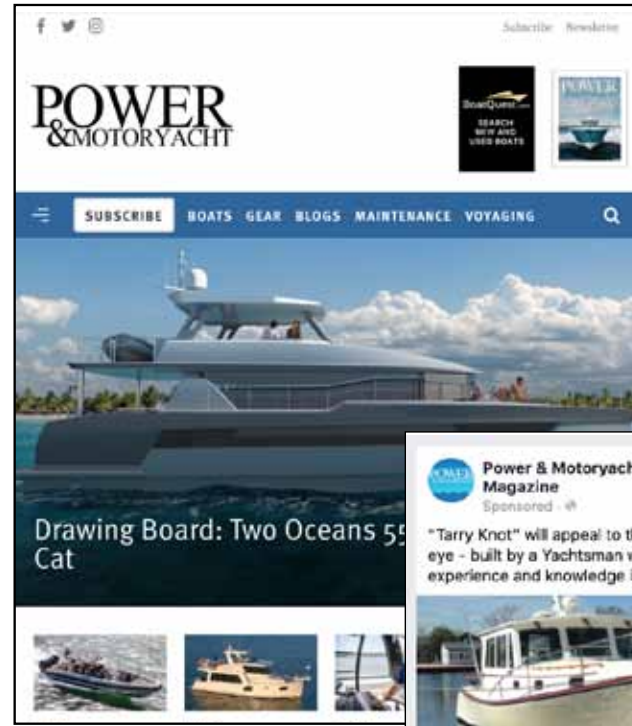 Subscribe Newsletter
POWER
&MOTORYACHT
BoatQuest.com
SEARCH
NEW AND
USED BOATS
POWER
SUBSCRIBE BOATS GEAR BLOGS MAINTENANCE VOYAGING
Drawing Board: Two Oceans 55
Cat
POWER
Power & Motoryach
Magazine
Sponsored
"Tarry Knot" will appeal to th
eye - built by a Yachtsman w
experience and knowledge i